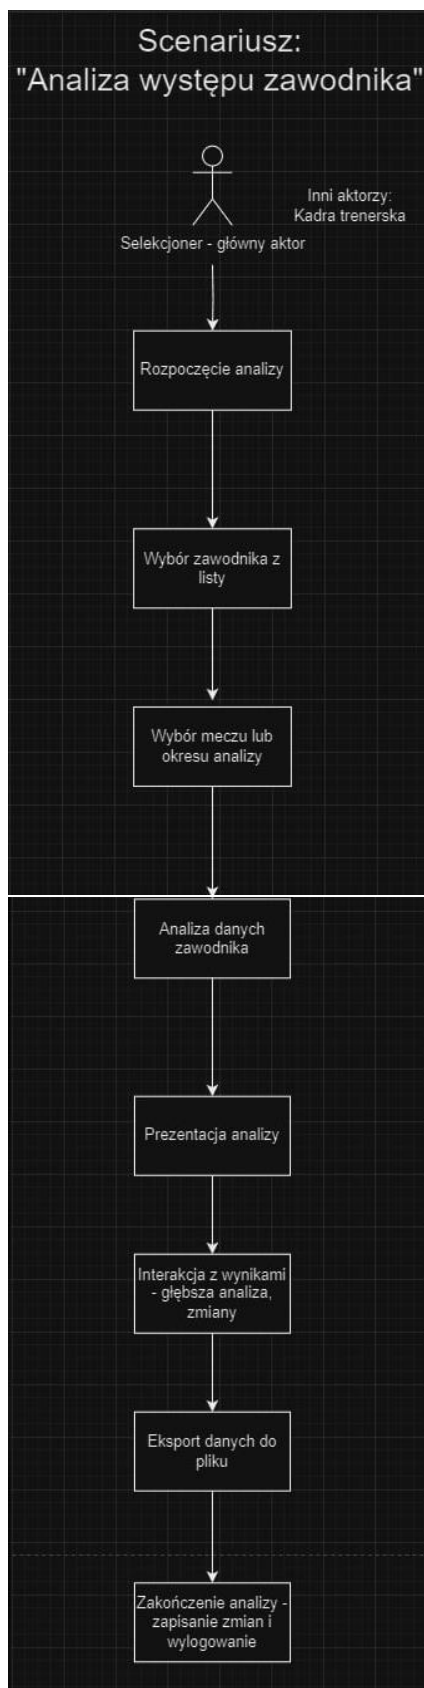 Scenariusz:
"Analiza występu zawodnika"
Inni aktorzy:
Kadra trenerska
Selekcjoner - główny aktor
Rozpoczęcie analizy
Wybór zawodnika z
listy
Wybór meczu lub
okresu analizy
Analiza danych
zawodnika
Prezentacja analizy
Interakcja z wynikami
- głębsza analiza,
zmiany
Eksport danych do
pliku
Zakończenie analizy -
zapisanie zmian i
wylogowanie